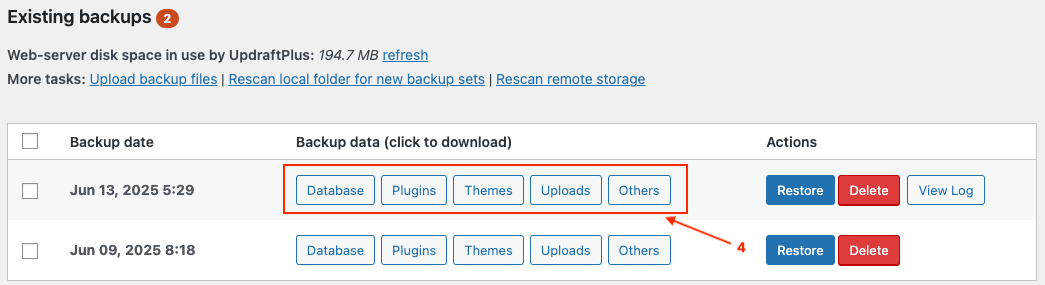 Existing backups 2
Web-server disk space in use by UpdraftPlus: 194.7 MB refresh
More tasks: Upload backup files | Rescan local folder for new backup sets | Rescan remote storage
Backup date Backup data (click to download) Actions
Jun 13, 2025 5:29 Database Plugins Themes Uploads Others Restore Delete View Log
4
Jun 09, 2025 8:18 Database Plugins Themes Uploads Others Restore Delete